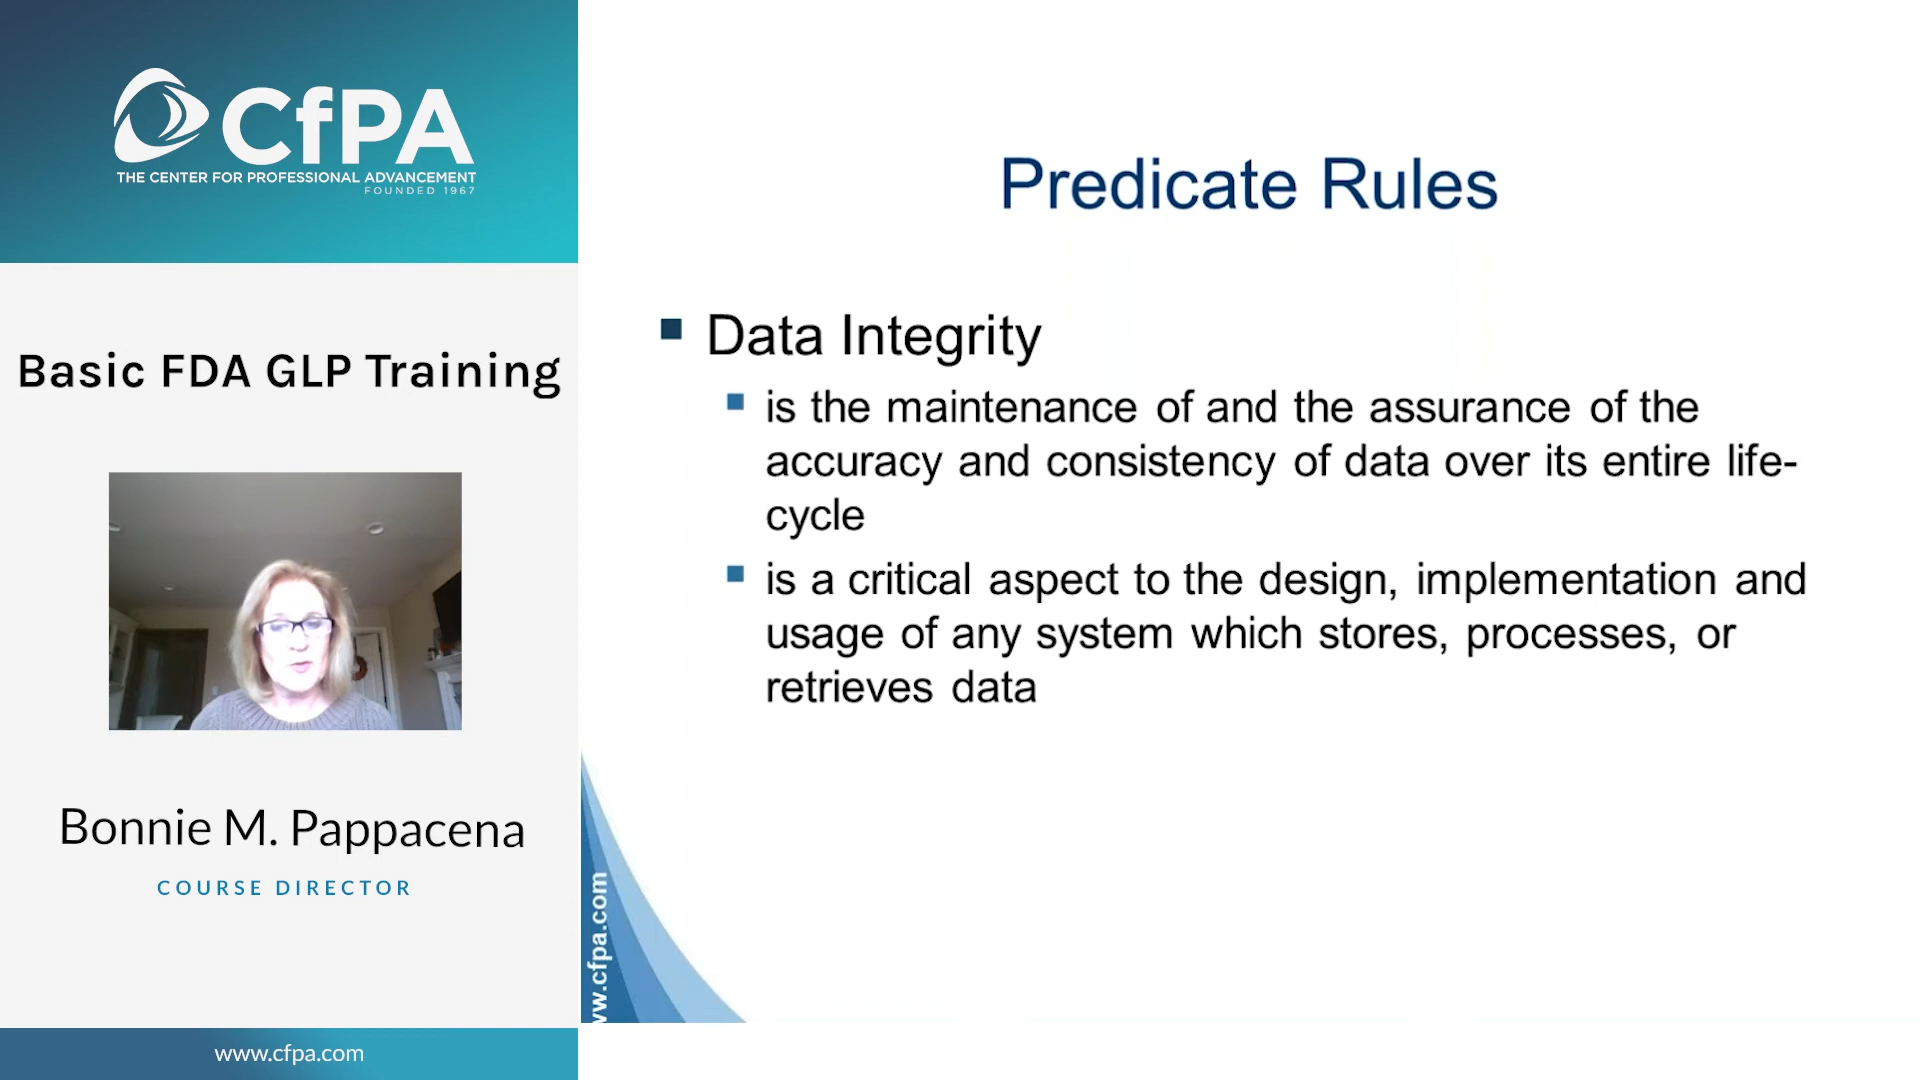 CfPA
THE CENTER FOR PROFESSIONAL ADVANCEMENT
FOUNDED 1967
Basic FDA GLP Training
Bonnie M. Pappacena
COURSE DIRECTOR
www.cfpa.com
Predicate Rules
Data Integrity
is the maintenance of and the assurance of the
accuracy and consistency of data over its entire life-
cycle
is a critical aspect to the design, implementation and
usage of any system which stores, processes, or
retrieves data
w.cfpa.com